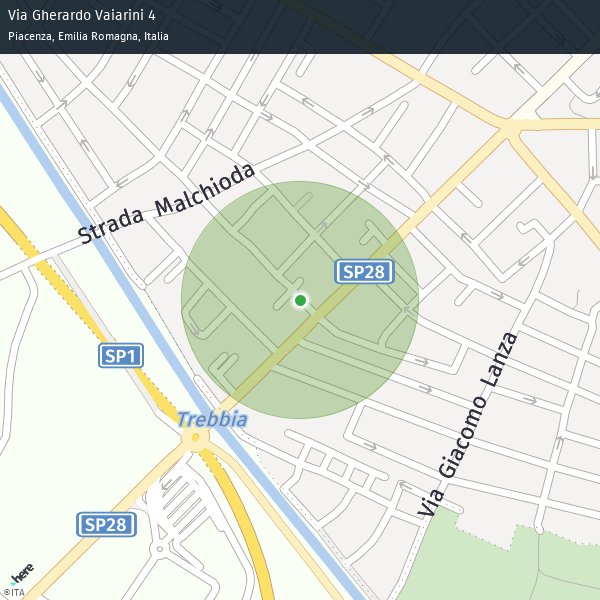 Via Gherardo Vaiarini 4
Piacenza, Emilia Romagna, Italia
Strada Malchioda
SP28
SP1
Via Giacomo Lanza
Trebbia
SP28
here
©ITA